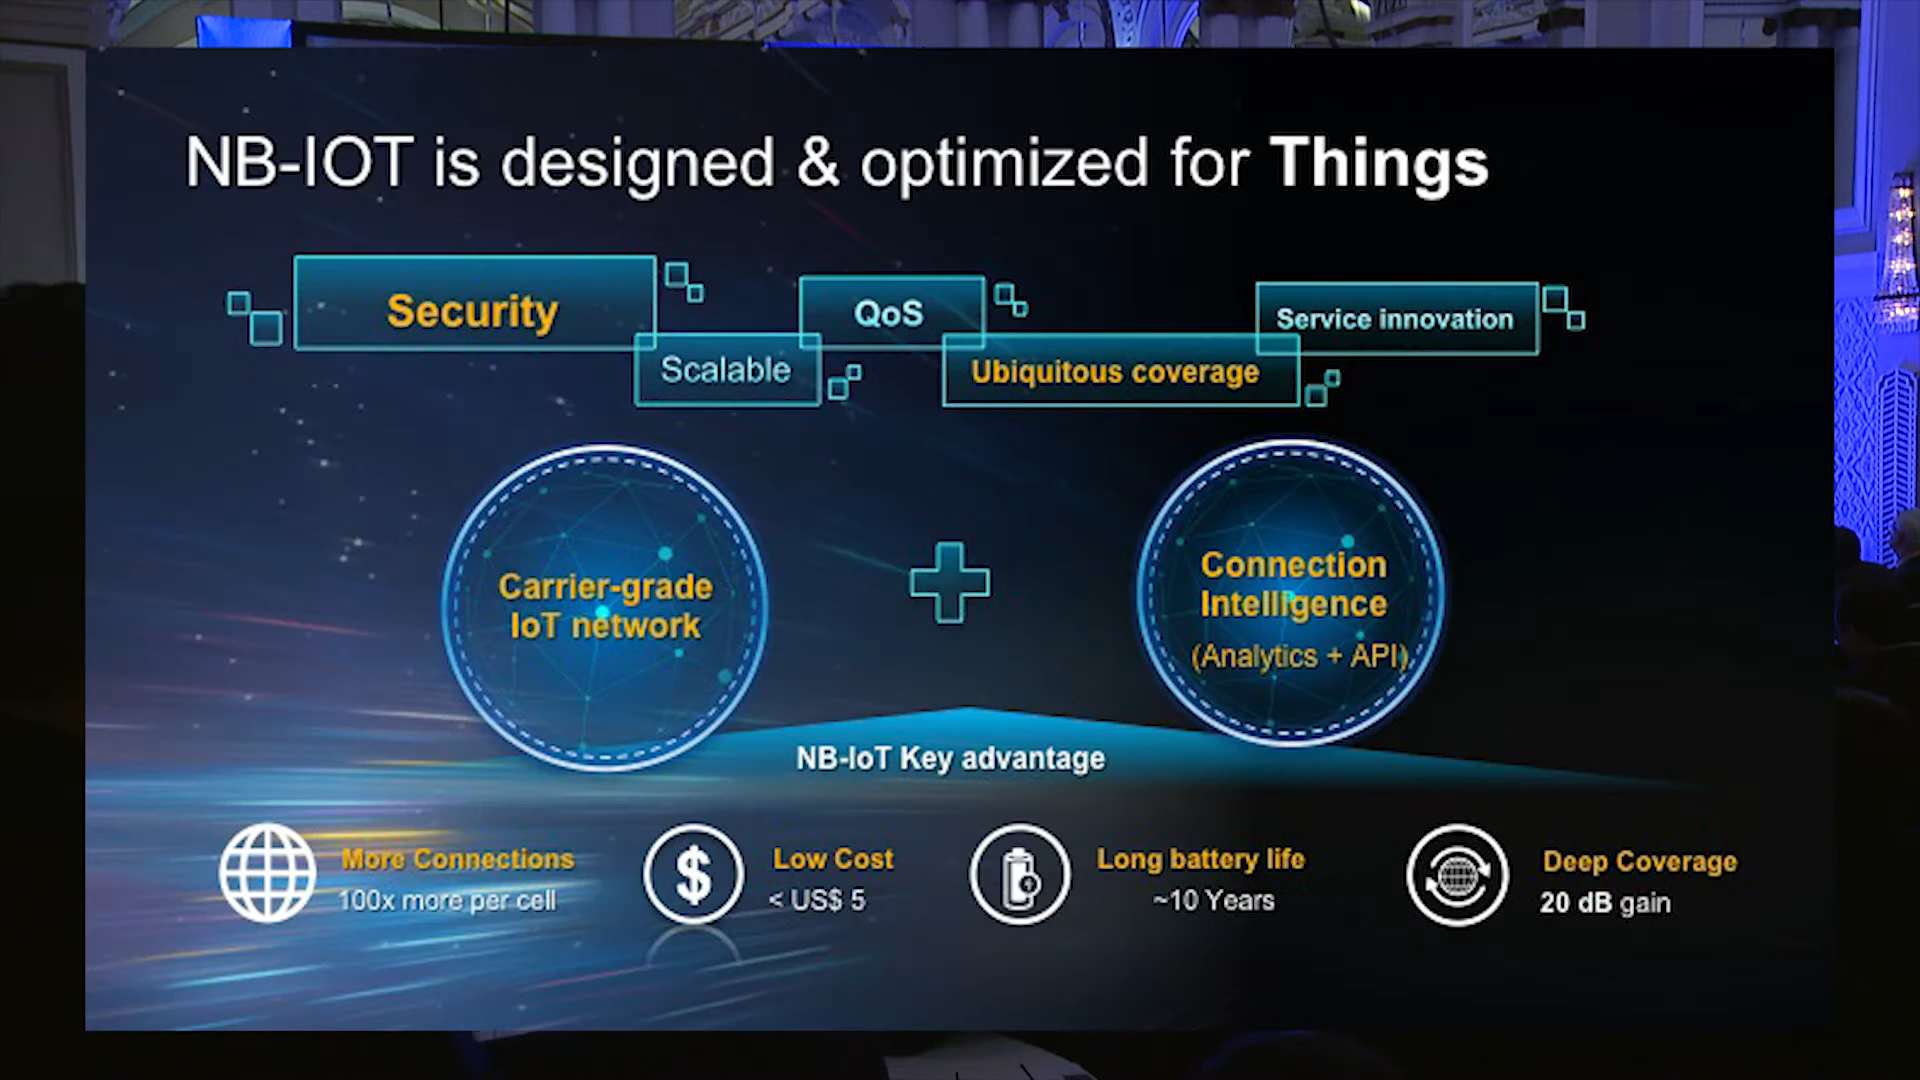 NB-IOT is designed & optimized for Things
Security
QoS
Service innovation
Scalable
Ubiquitous coverage
Carrier-grade
IoT network
Connection
Intelligence
(Analytics + API)
NB-IoT Key advantage
More Connections
100x more per cell
$
Low Cost
< US$ 5
Long battery life
~10 Years
Deep Coverage
20 dB gain